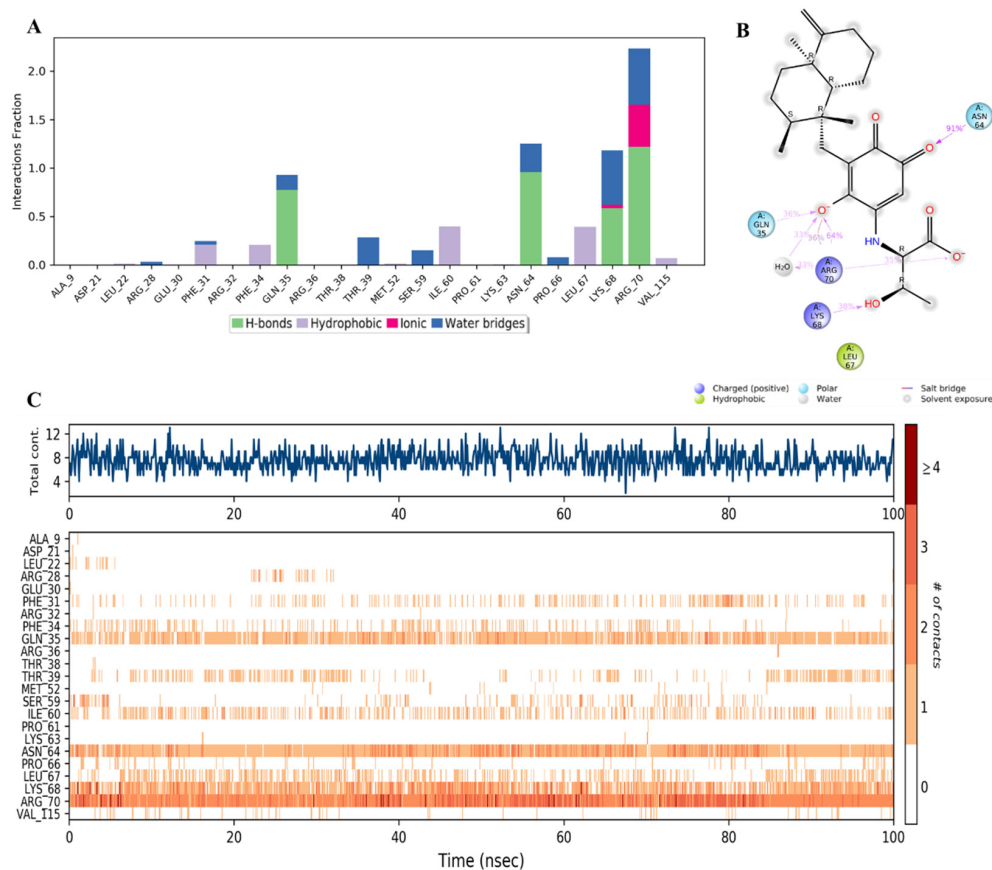 A
Interactions Fraction
2.0
1.5
1.0
0.5
0.0
ALA_9
ASP_21
LEU_22
ARG_28
GLU_30
PHE_31
ARG_32
PHE_34
GLN_35
ARG_36
THR_38
THR_39
MET_52
SER_59
ILE_60
PRO_61
LYS_63
ASN_64
PRO_66
LEU_67
LYS_68
ARG_70
VAL_115
H-bonds Hydrophobic Ionic Water bridges
B
R
R
S
R
O
O
91%
A:
ASN
64
A:
GLN
35
36%
O⁻
33%
36%
64%
H₂O
33%
A:
ARG
70
HN
R
O
O⁻
R
A:
LYS
68
38%
HO
A:
LEU
67
Charged (positive) Polar Salt bridge
Hydrophobic Water Solvent exposure
C
Total cont.
12
8
4
0 20 40 60 80 100
ALA_9
ASP_21
LEU_22
ARG_28
GLU_30
PHE_31
ARG_32
PHE_34
GLN_35
ARG_36
THR_38
THR_39
MET_52
SER_59
ILE_60
PRO_61
LYS_63
ASN_64
PRO_66
LEU_67
LYS_68
ARG_70
VAL_115
0 20 40 60 80 100
Time (nsec)
≥4
3
2
1
0
# of contacts